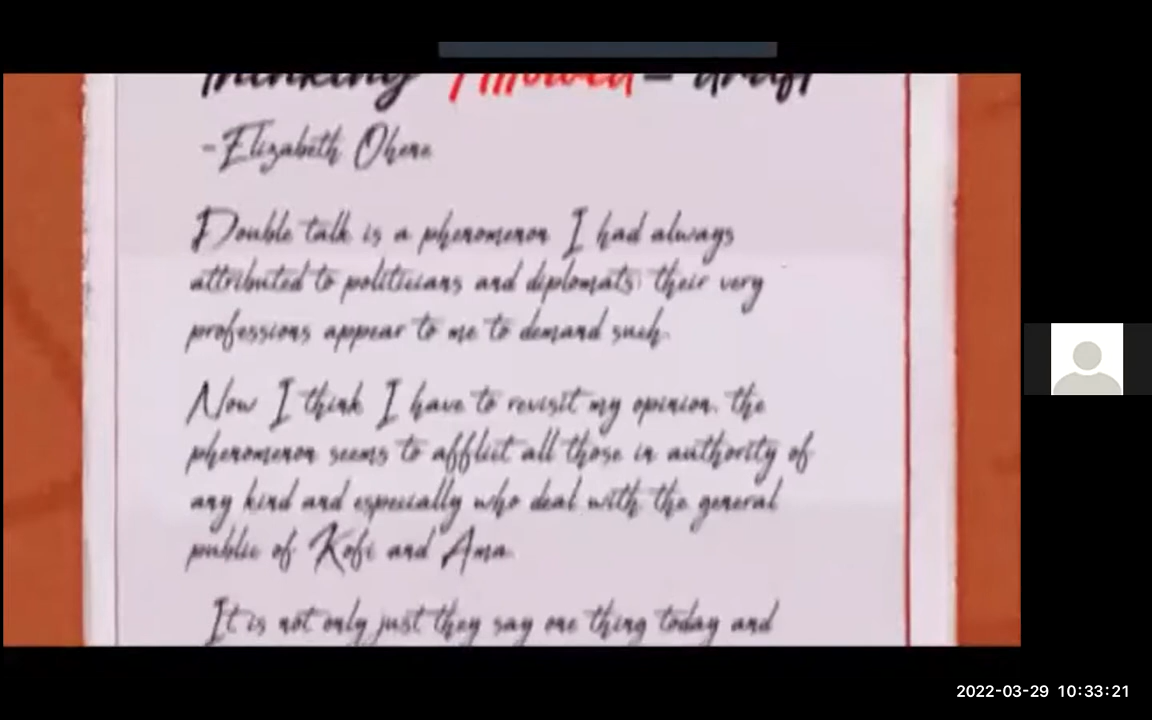 Thinking Allowed - draft
-Elizabeth Ohene
Double talk is a phenomenon I had always
attributed to politicians and diplomats; their very
professions appear to me to demand such.
Now I think I have to revisit my opinion. the
phenomenon seems to afflict all those in authority of
any kind and especially who deal with the general
public of Kofi and Ama.
It is not only just they say one thing today and
2022-03-29 10:33:21